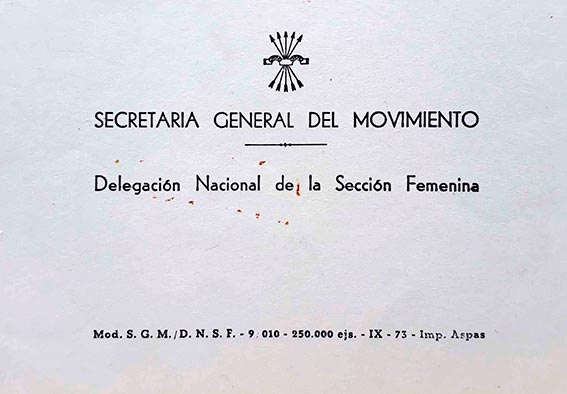 SECRETARIA GENERAL DEL MOVIMIENTO
Delegación Nacional de la Sección Femenina
Mod. S. G. M./D. N. S. F. - 9/010 - 250.000 ejs. - IX - 73 - Imp. Aspas